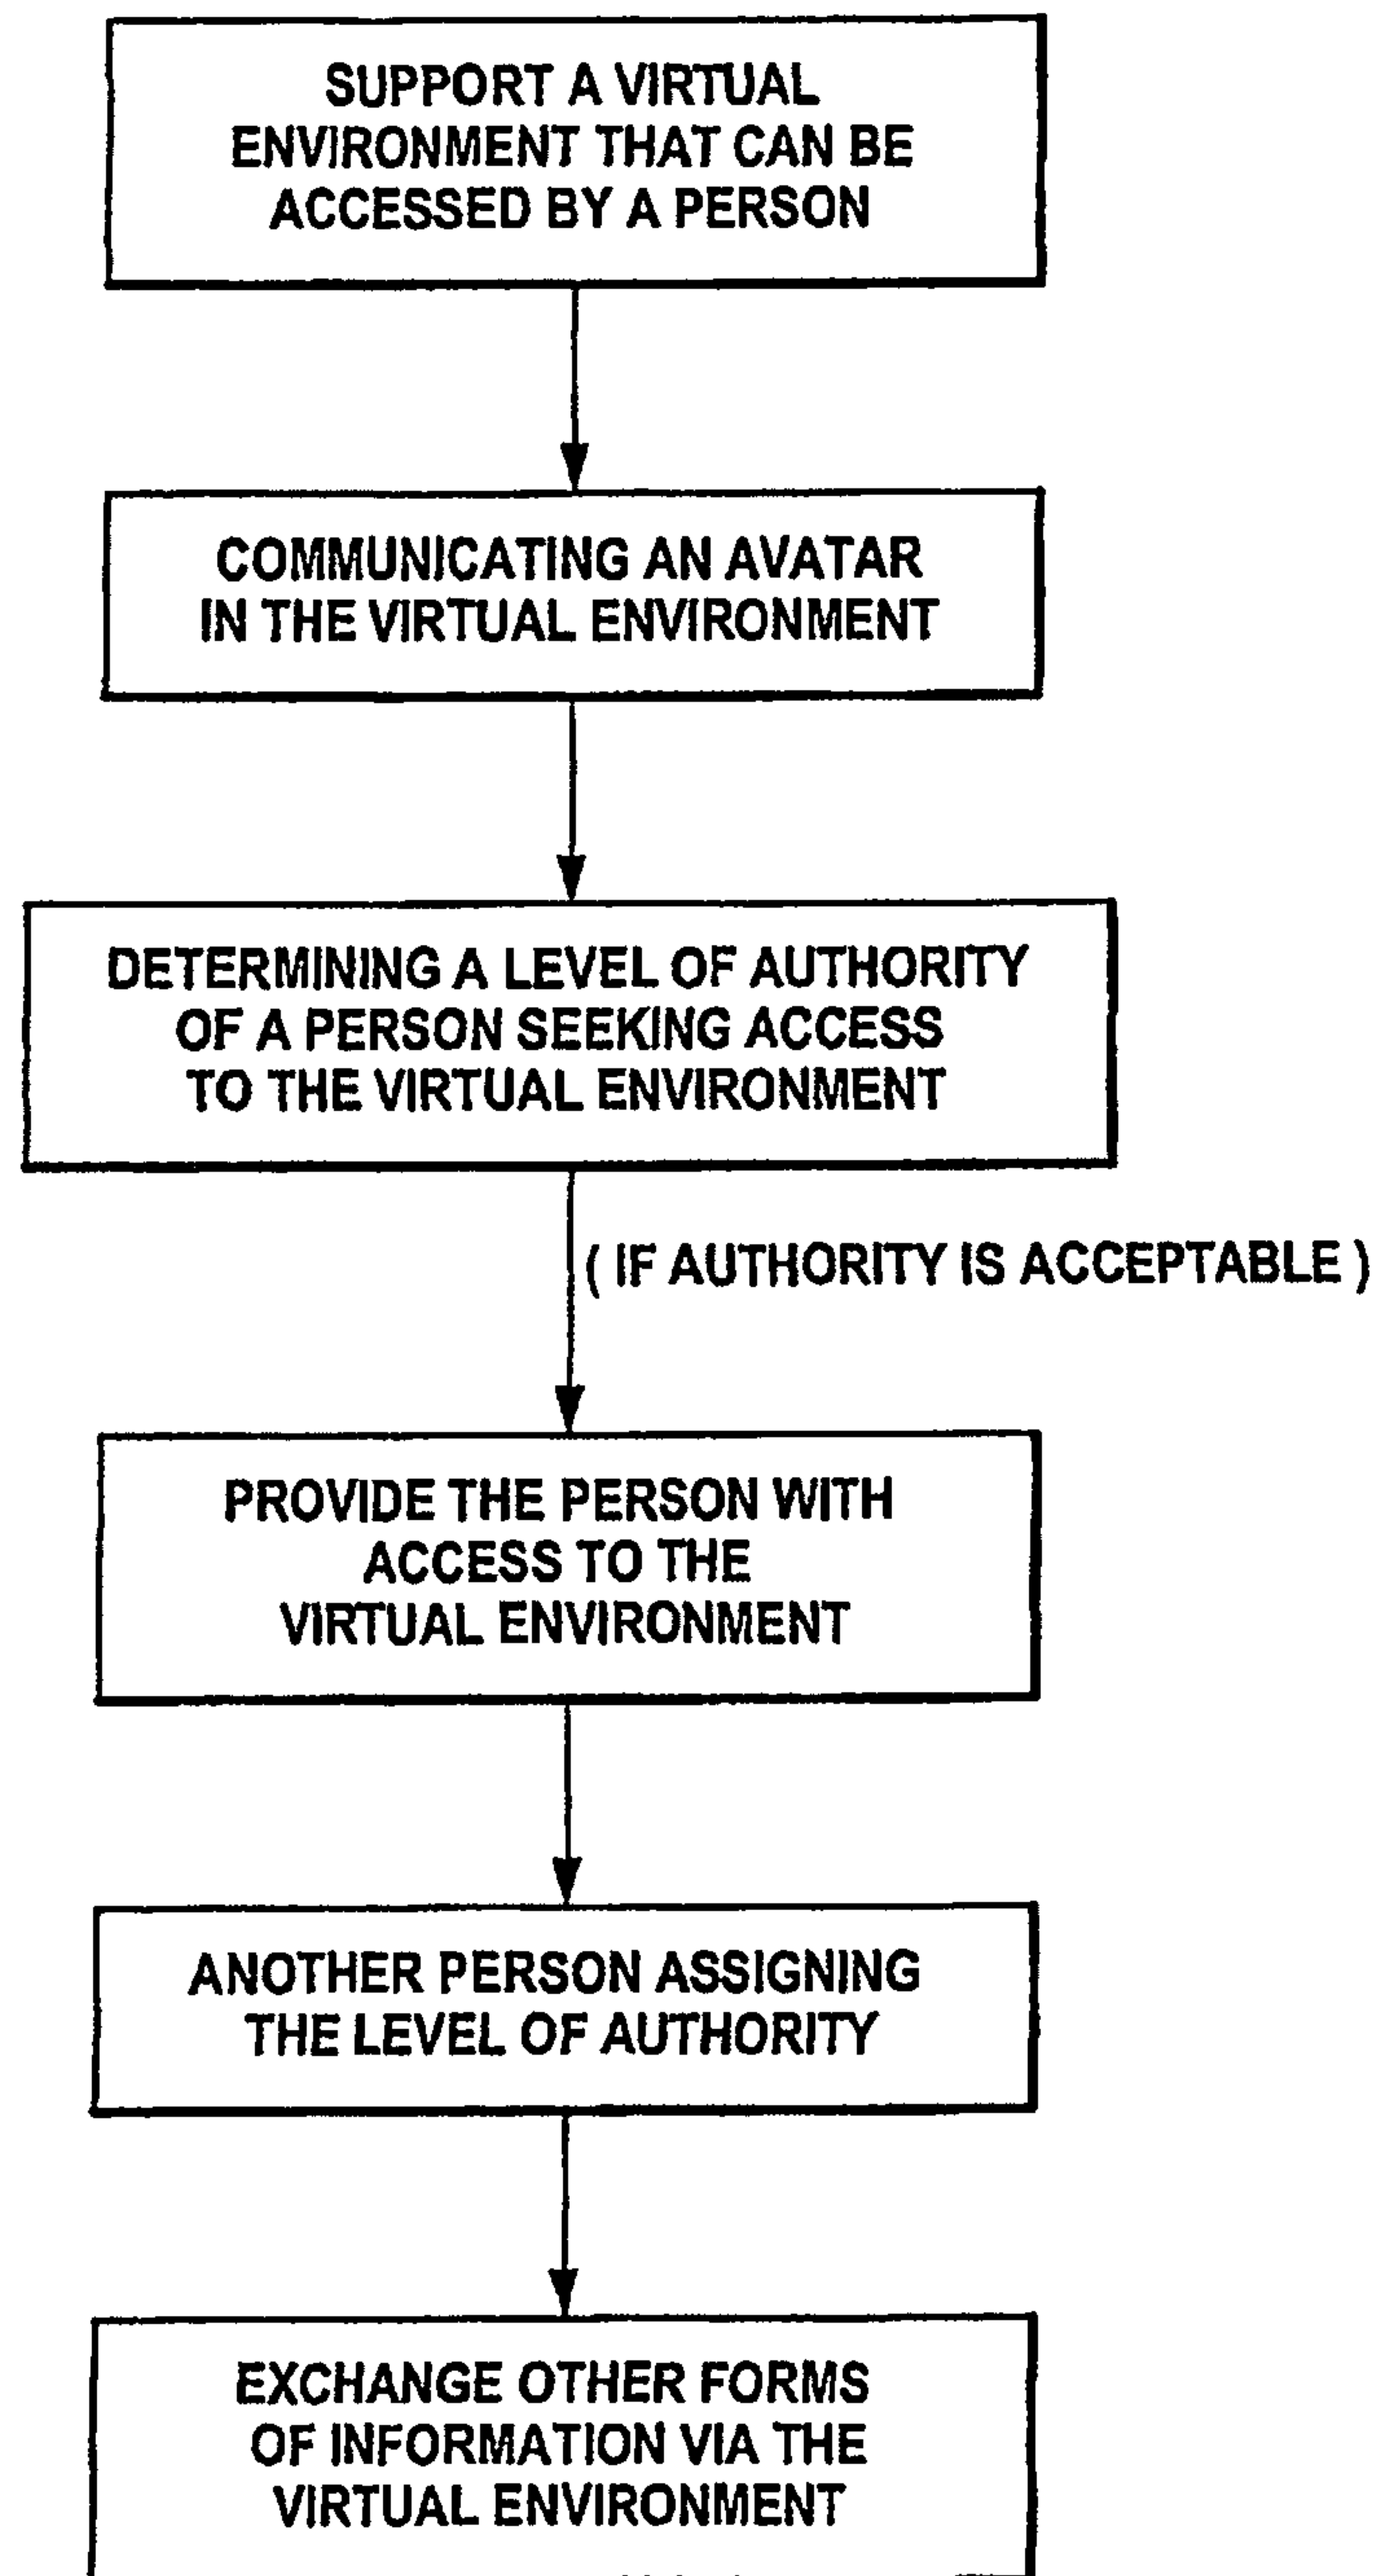 SUPPORT A VIRTUAL
ENVIRONMENT THAT CAN BE
ACCESSED BY A PERSON
COMMUNICATING AN AVATAR
IN THE VIRTUAL ENVIRONMENT
DETERMINING A LEVEL OF AUTHORITY
OF A PERSON SEEKING ACCESS
TO THE VIRTUAL ENVIRONMENT
( IF AUTHORITY IS ACCEPTABLE )
PROVIDE THE PERSON WITH
ACCESS TO THE
VIRTUAL ENVIRONMENT
ANOTHER PERSON ASSIGNING
THE LEVEL OF AUTHORITY
EXCHANGE OTHER FORMS
OF INFORMATION VIA THE
VIRTUAL ENVIRONMENT